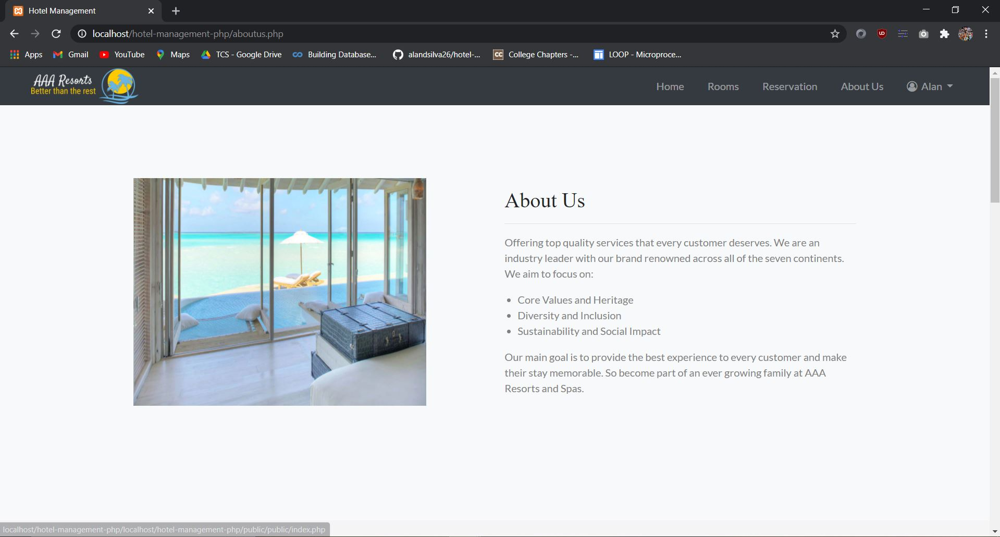 Hotel Management
localhost/hotel-management-php/aboutus.php
Apps Gmail YouTube Maps TCS - Google Drive Building Database... alandsilva26/hotel-... College Chapters -... LOOP - Microproce...
AAA Resorts
Better than the rest
Home Rooms Reservation About Us Alan
About Us
Offering top quality services that every customer deserves. We are an
industry leader with our brand renowned across all of the seven continents.
We aim to focus on:
• Core Values and Heritage
• Diversity and Inclusion
• Sustainability and Social Impact
Our main goal is to provide the best experience to every customer and make
their stay memorable. So become part of an ever growing family at AAA
Resorts and Spas.
localhost/hotel-management-php/localhost/hotel-management-php/public/public/index.php